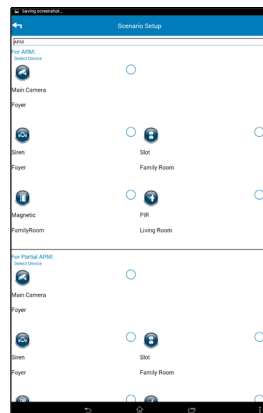 Saving screenshot...
Scenario Setup
ARM
For ARM:
Select Device
Main Camera
Foyer
Siren
Slot
Foyer
Family Room
Magnetic
PIR
FamilyRoom
Living Room
For Partial ARM:
Select Device
Main Camera
Foyer
Siren
Slot
Foyer
Family Room